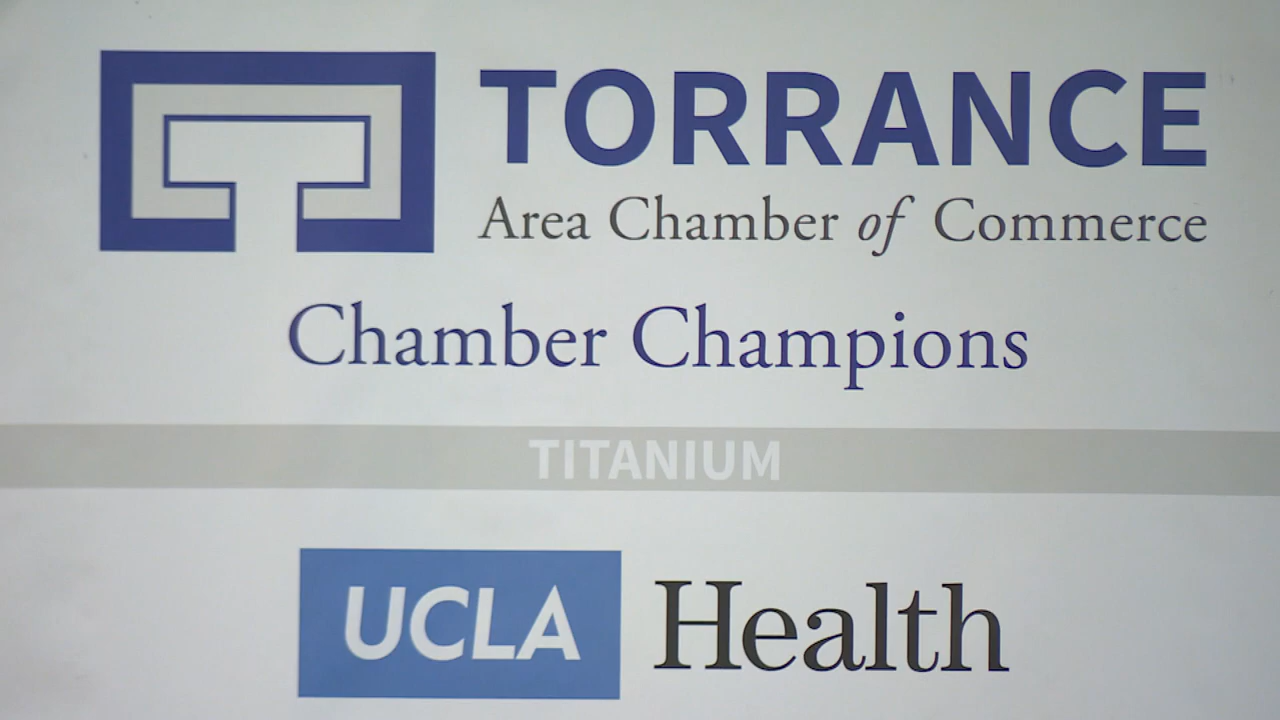 TORRANCE
Area Chamber of Commerce
Chamber Champions
TITANIUM
UCLA Health